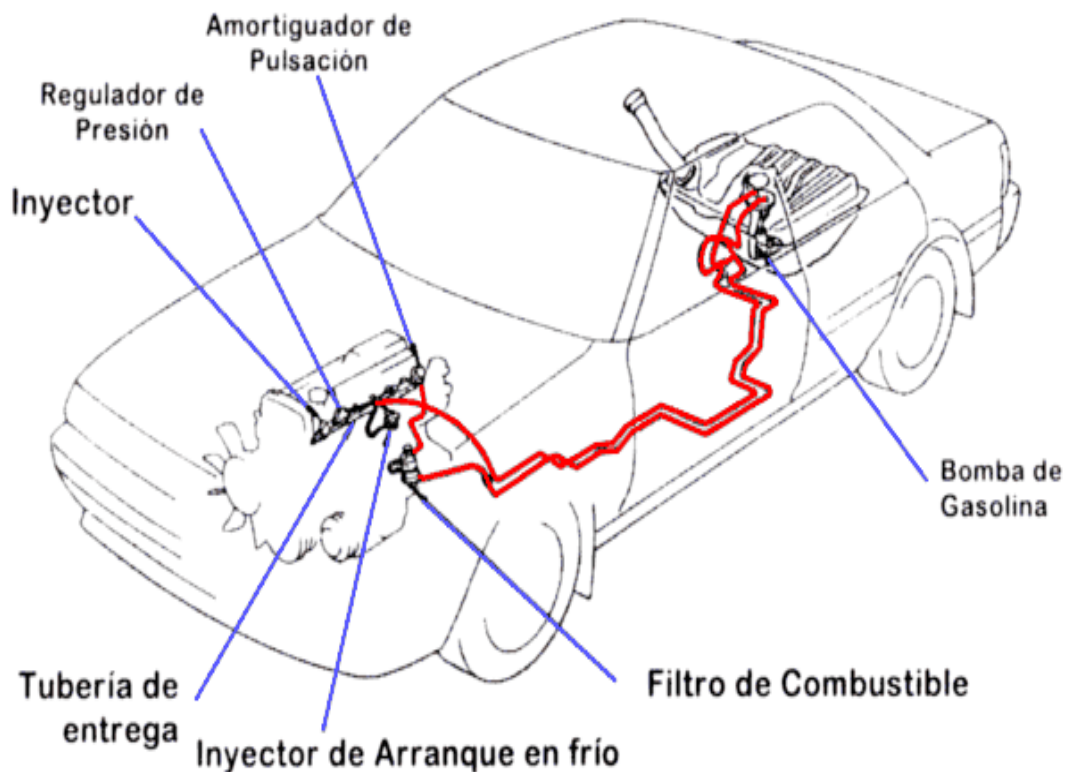 Amortiguador de
Pulsación
Regulador de
Presión
Inyector
Bomba de
Gasolina
Filtro de Combustible
Tubería de
entrega
Inyector de Arranque en frío